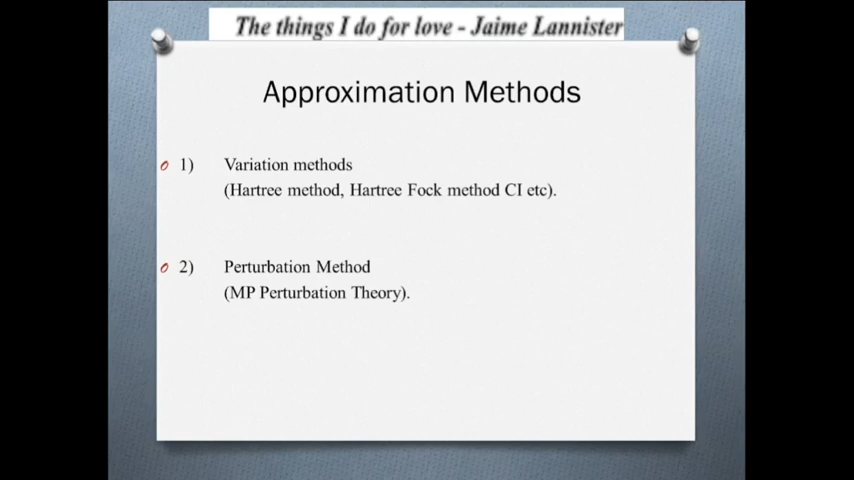 The things I do for love - Jaime Lannister
Approximation Methods
1) Variation methods
(Hartree method, Hartree Fock method CI etc).
2) Perturbation Method
(MP Perturbation Theory).